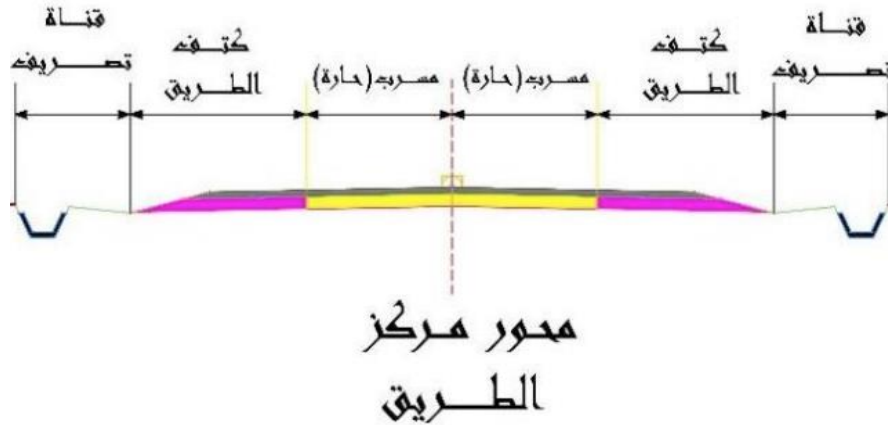 قناة
تصريف
كتف
الطريق
مسرب(حارة)
مسرب(حارة)
كتف
الطريق
قناة
تصريف
محور مركز
الطريق